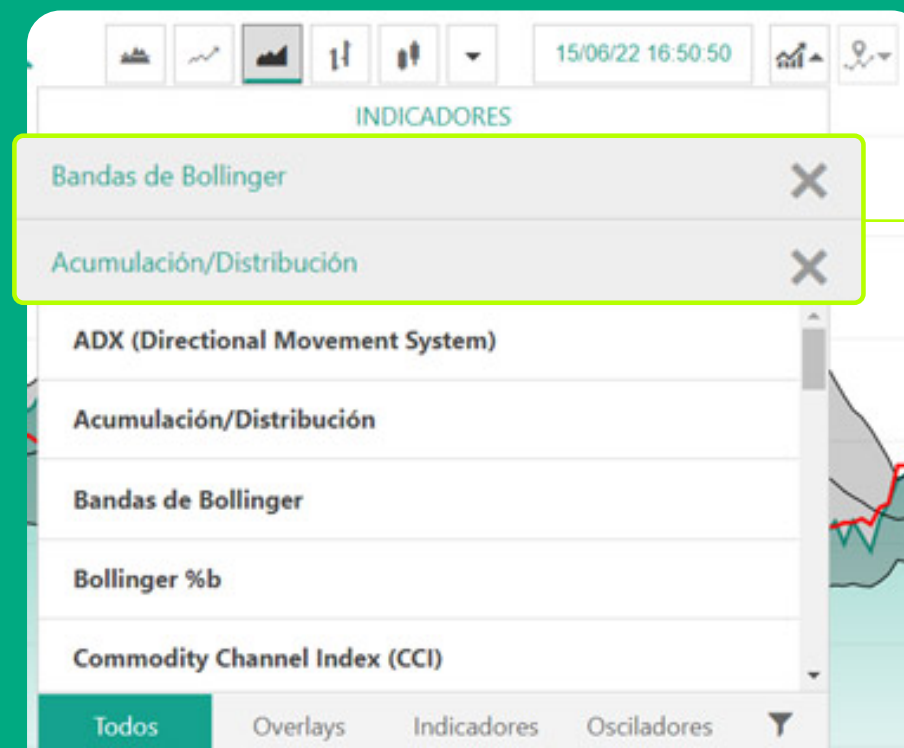 15/06/22 16:50:50
INDICADORES
Bandas de Bollinger
Acumulación/Distribución
ADX (Directional Movement System)
Acumulación/Distribución
Bandas de Bollinger
Bollinger %b
Commodity Channel Index (CCI)
Todos Overlays Indicadores Osciladores